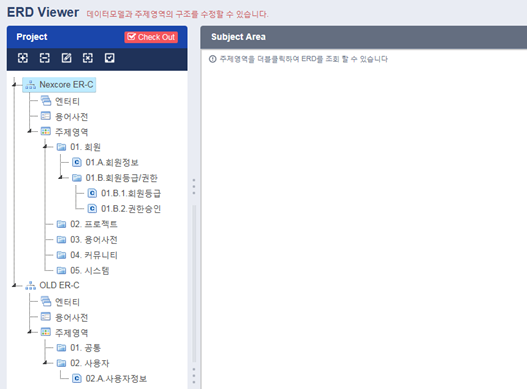 ERD Viewer 데이터모델과 주제영역의 구조를 수정할 수 있습니다.
Project Check Out
Subject Area
주제영역을 더블클릭하여 ERD를 조회 할 수 있습니다
Nexcore ER-C
엔터티
용어사전
주제영역
01. 회원
01.A.회원정보
01.B.회원등급/권한
01.B.1.회원등급
01.B.2.권한승인
02. 프로젝트
03. 용어사전
04. 커뮤니티
05. 시스템
OLD ER-C
엔터티
용어사전
주제영역
01. 공통
02. 사용자
02.A.사용자정보